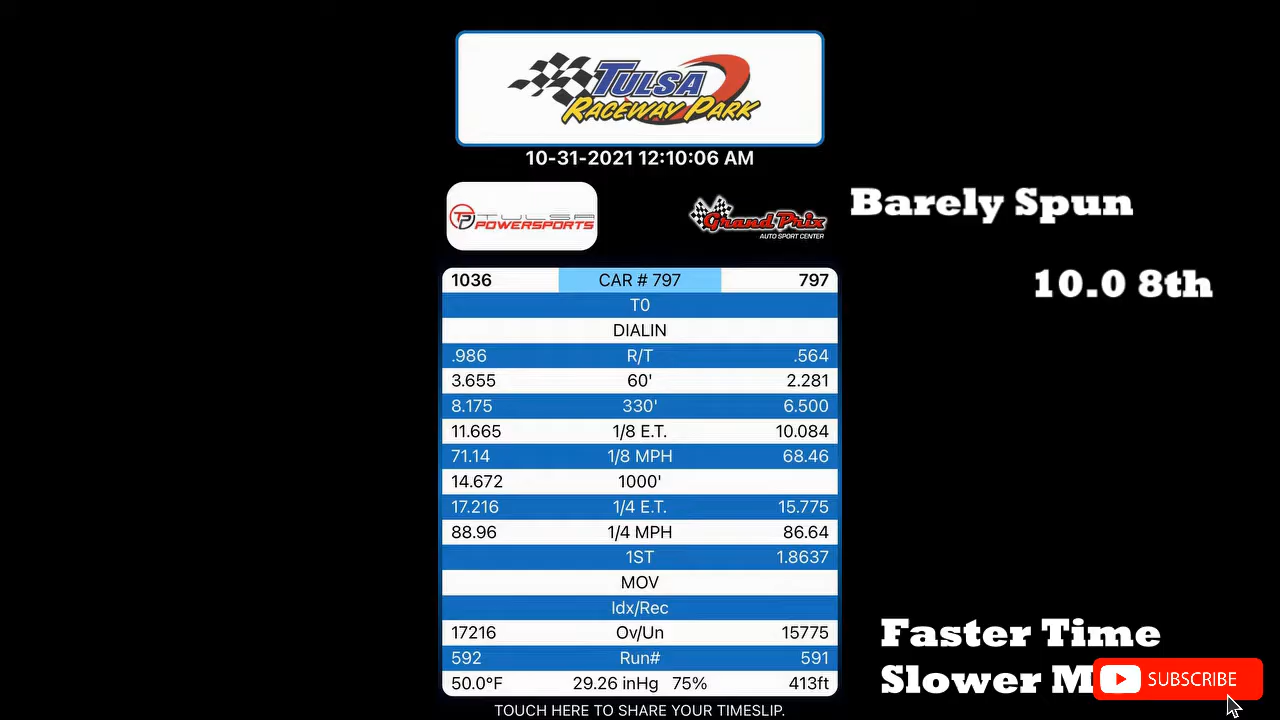 TULSA
RACEWAY PARK
10-31-2021 12:10:06 AM
TULSA
POWERSPORTS
Grand Prix
AUTO SPORT CENTER
Barely Spun
10.0 8th
1036 CAR # 797 797
T0
DIALIN
.986 R/T .564
3.655 60' 2.281
8.175 330' 6.500
11.665 1/8 E.T. 10.084
71.14 1/8 MPH 68.46
14.672 1000'
17.216 1/4 E.T. 15.775
88.96 1/4 MPH 86.64
1ST 1.8637
MOV
Idx/Rec
17216 Ov/Un 15775
592 Run# 591
50.0°F 29.26 inHg 75% 413ft
TOUCH HERE TO SHARE YOUR TIMESLIP.
Faster Time
Slower M
SUBSCRIBE